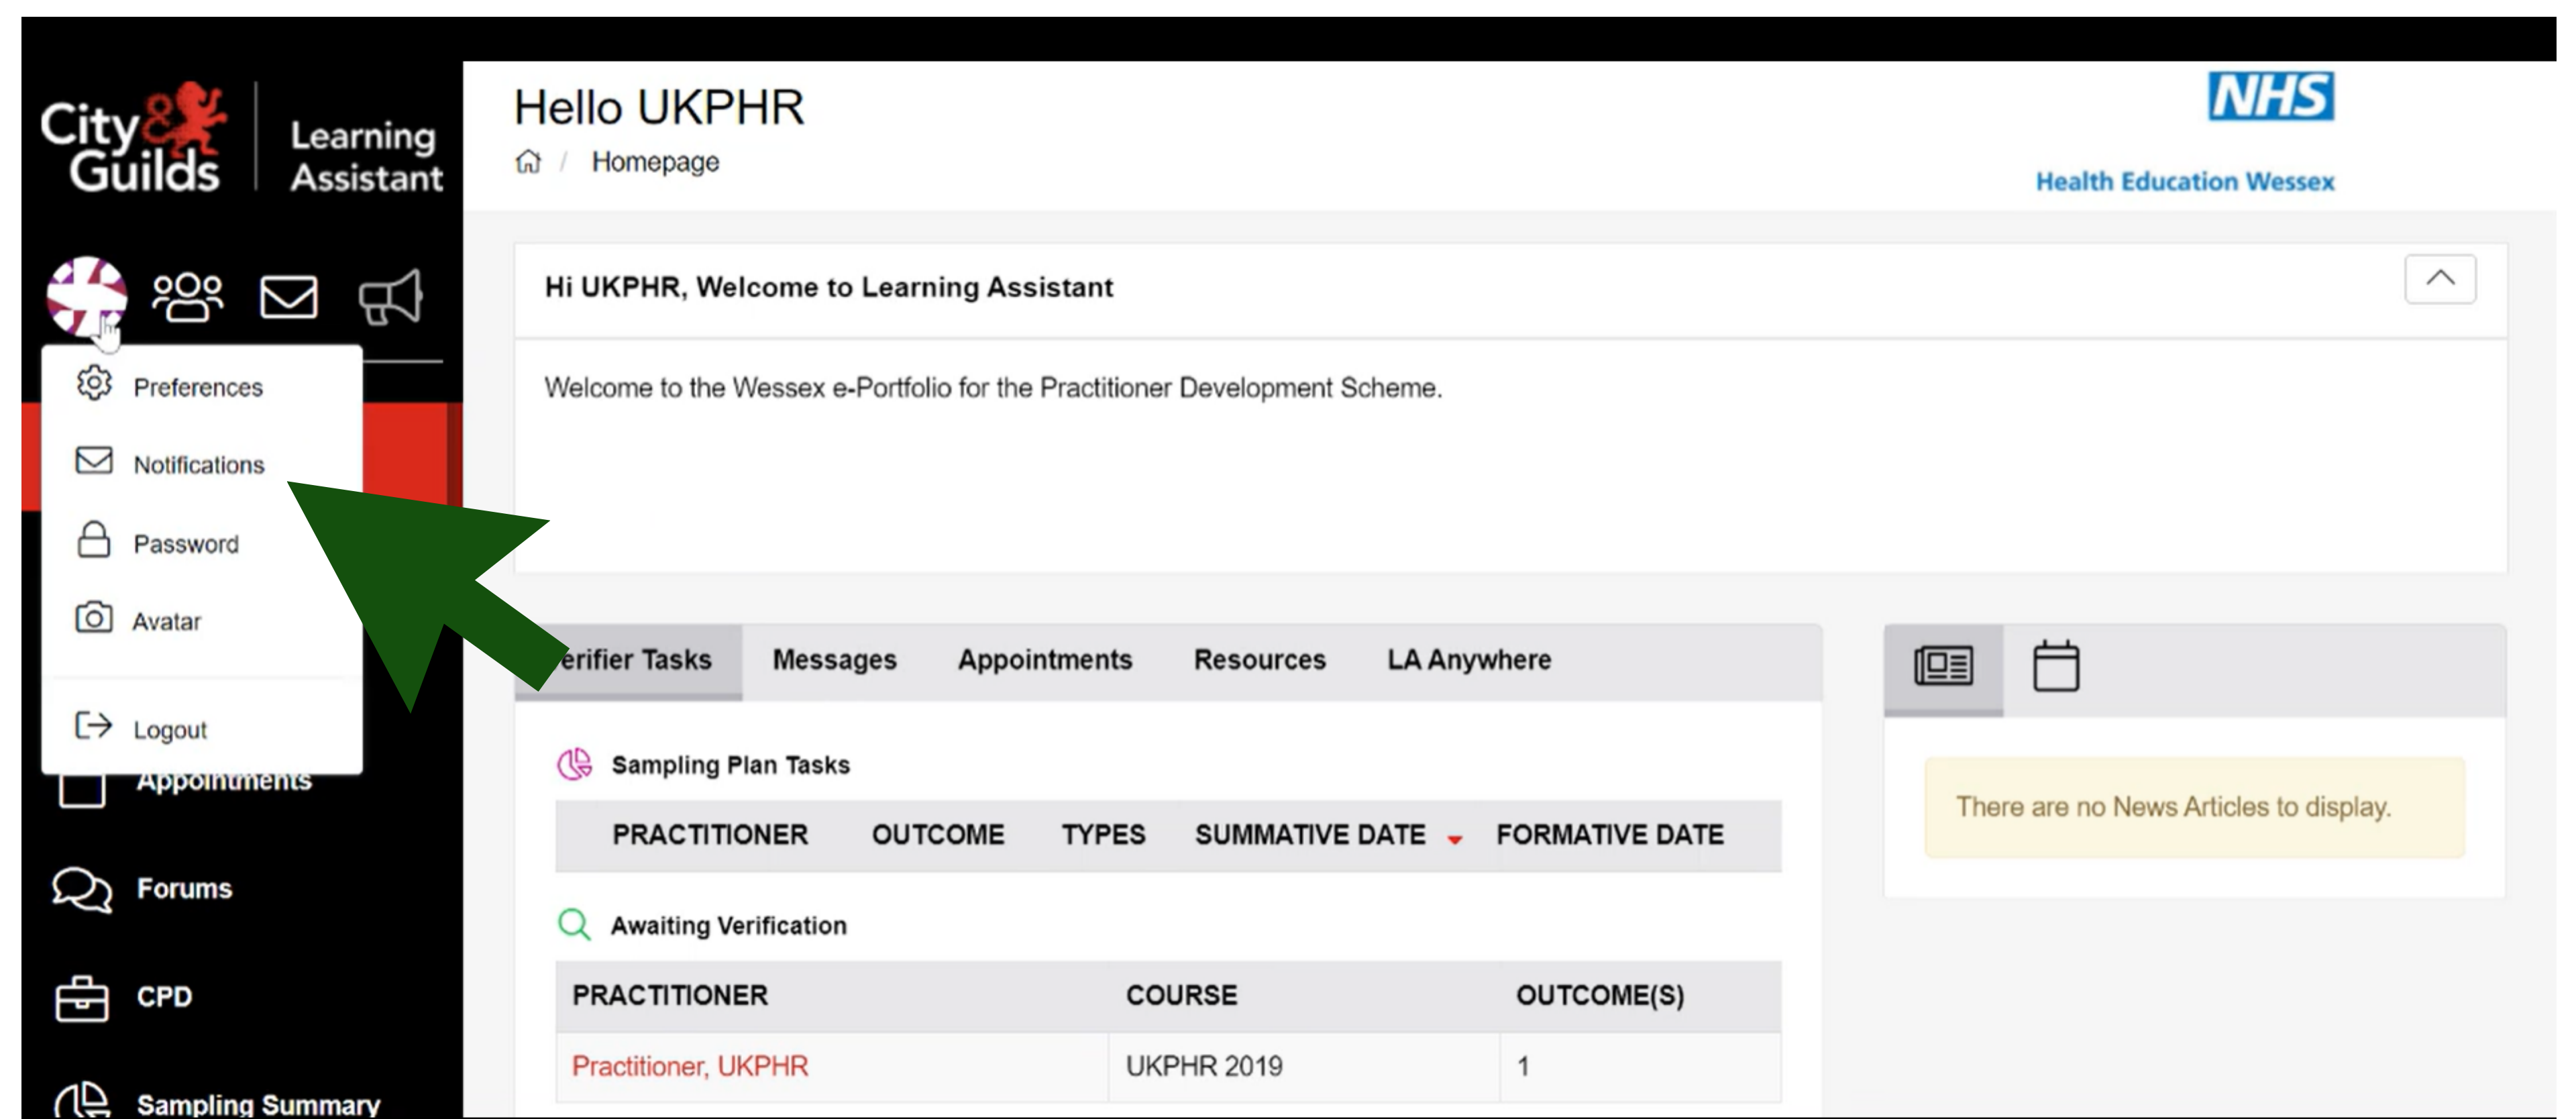 City & Guilds
Learning Assistant
Hello UKPHR
Homepage
NHS
Health Education Wessex
Preferences
Notifications
Password
Avatar
Logout
Appointments
Forums
CPD
Sampling Summary
Hi UKPHR, Welcome to Learning Assistant
Welcome to the Wessex e-Portfolio for the Practitioner Development Scheme.
erifier Tasks Messages Appointments Resources LA Anywhere
Sampling Plan Tasks
PRACTITIONER OUTCOME TYPES SUMMATIVE DATE FORMATIVE DATE
Awaiting Verification
PRACTITIONER COURSE OUTCOME(S)
Practitioner, UKPHR UKPHR 2019 1
There are no News Articles to display.